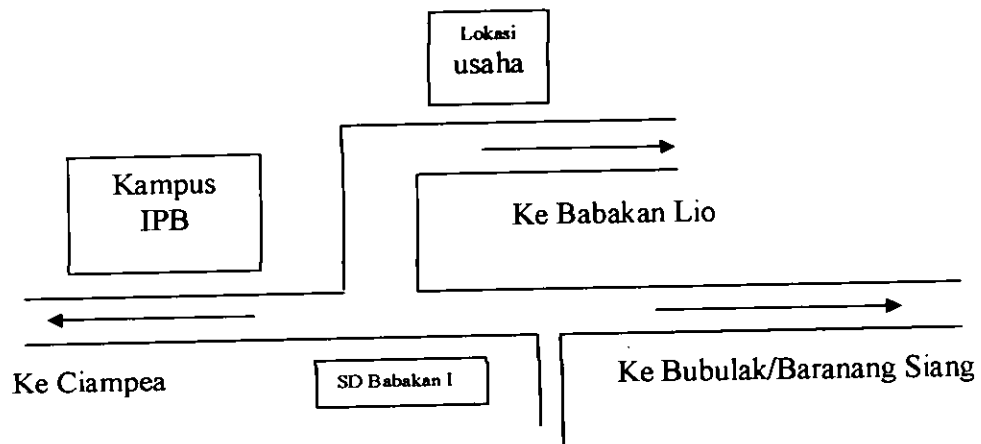 Lokasi
usaha
Kampus
IPB
Ke Babakan Lio
Ke Ciampea
SD Babakan I
Ke Bubulak/Baranang Siang